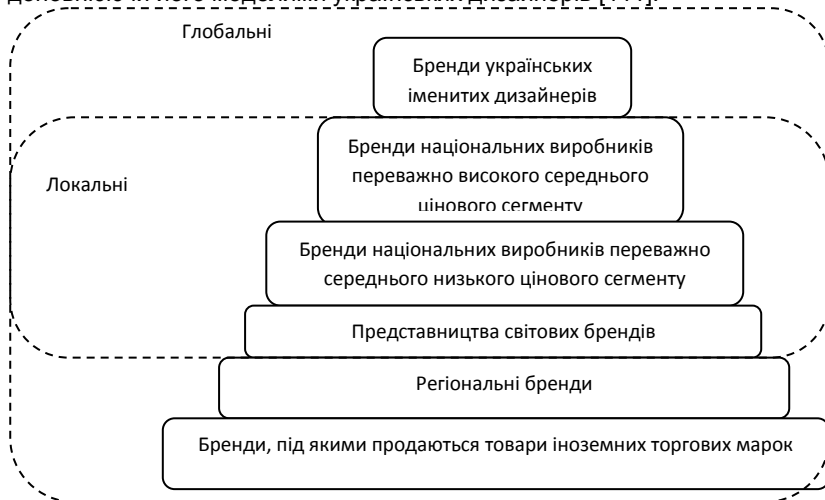 Глобальні
Бренди українських
іменитих дизайнерів
Бренди національних виробників
переважно високого середнього
цінового сегменту
Локальні
Бренди національних виробників переважно
середнього низького цінового сегменту
Представництва світових брендів
Регіональні бренди
Бренди, під якими продаються товари іноземних торгових марок